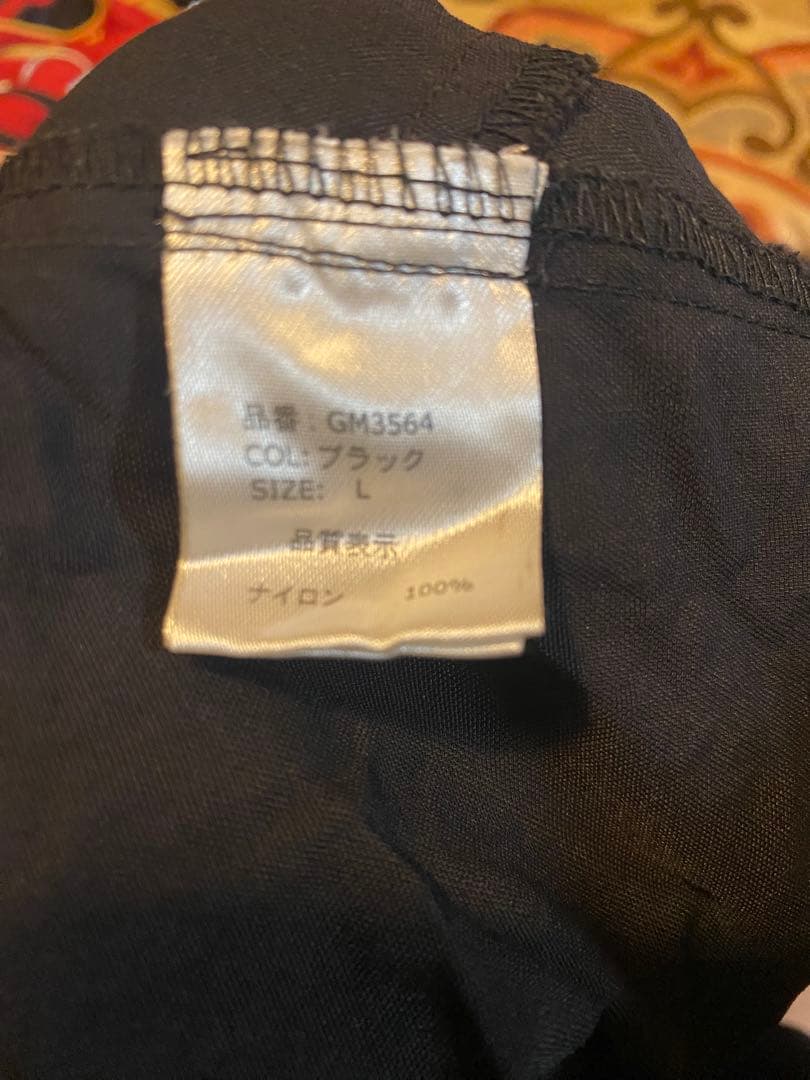 品番：GM3564
COL: ブラック
SIZE: L
品質表示
ナイロン 100%